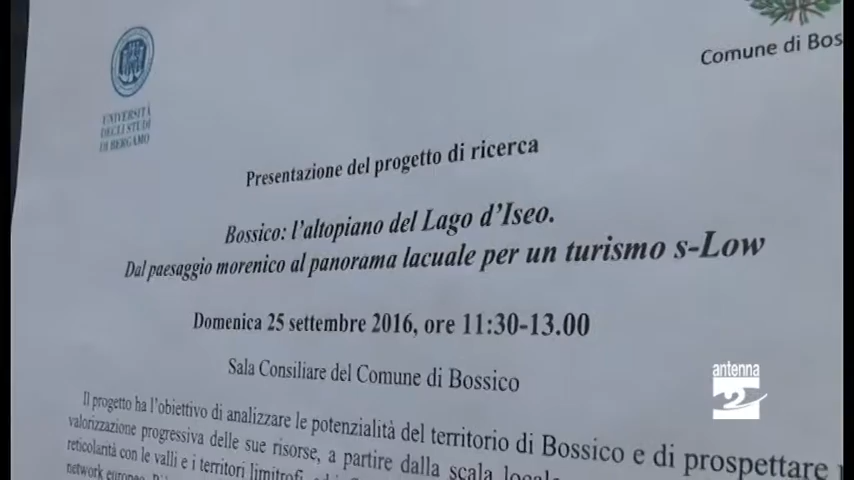 UNIVERSITÀ
DEGLI STUDI
DI BERGAMO
Comune di Bos
Presentazione del progetto di ricerca
Bossico: l'altopiano del Lago d'Iseo.
Dal paesaggio morenico al panorama lacuale per un turismo s-Low
Domenica 25 settembre 2016, ore 11:30-13.00
Sala Consiliare del Comune di Bossico
Il progetto ha l'obiettivo di analizzare le potenzialità del territorio di Bossico e di prospettare
valorizzazione progressiva delle sue risorse, a partire dalla scala locale
reticolarità con le valli e i territori limitrofi
network
antenna
2